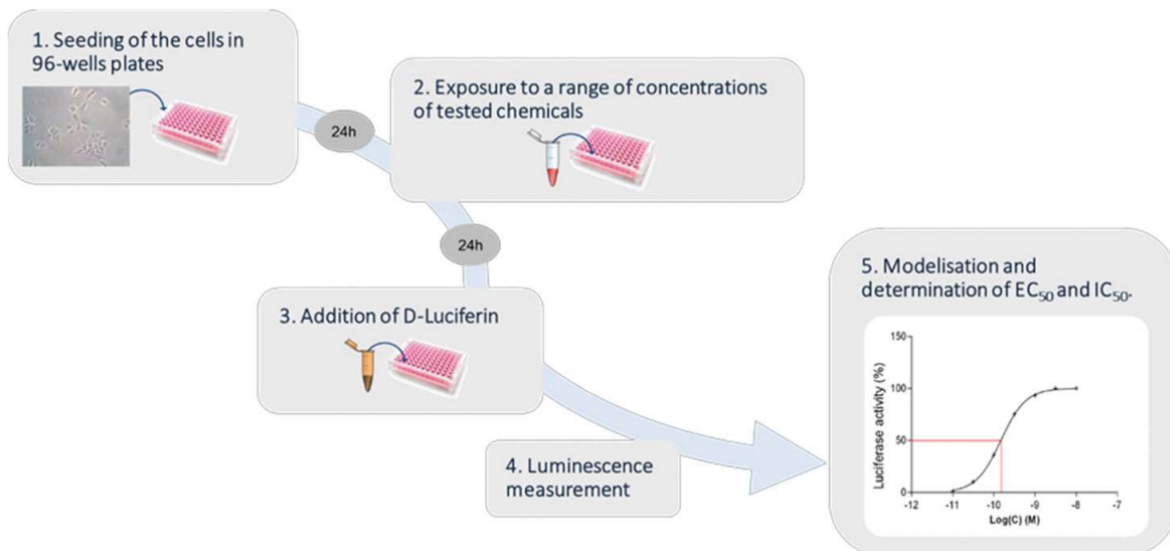 1. Seeding of the cells in
96-wells plates
24h
2. Exposure to a range of concentrations
of tested chemicals
24h
3. Addition of D-Luciferin
4. Luminescence
measurement
5. Modelisation and
determination of EC₅₀ and IC₅₀.
Luciferase activity (%)
150
100
50
0
-12 -11 -10 -9 -8 -7
Log(C) (M)